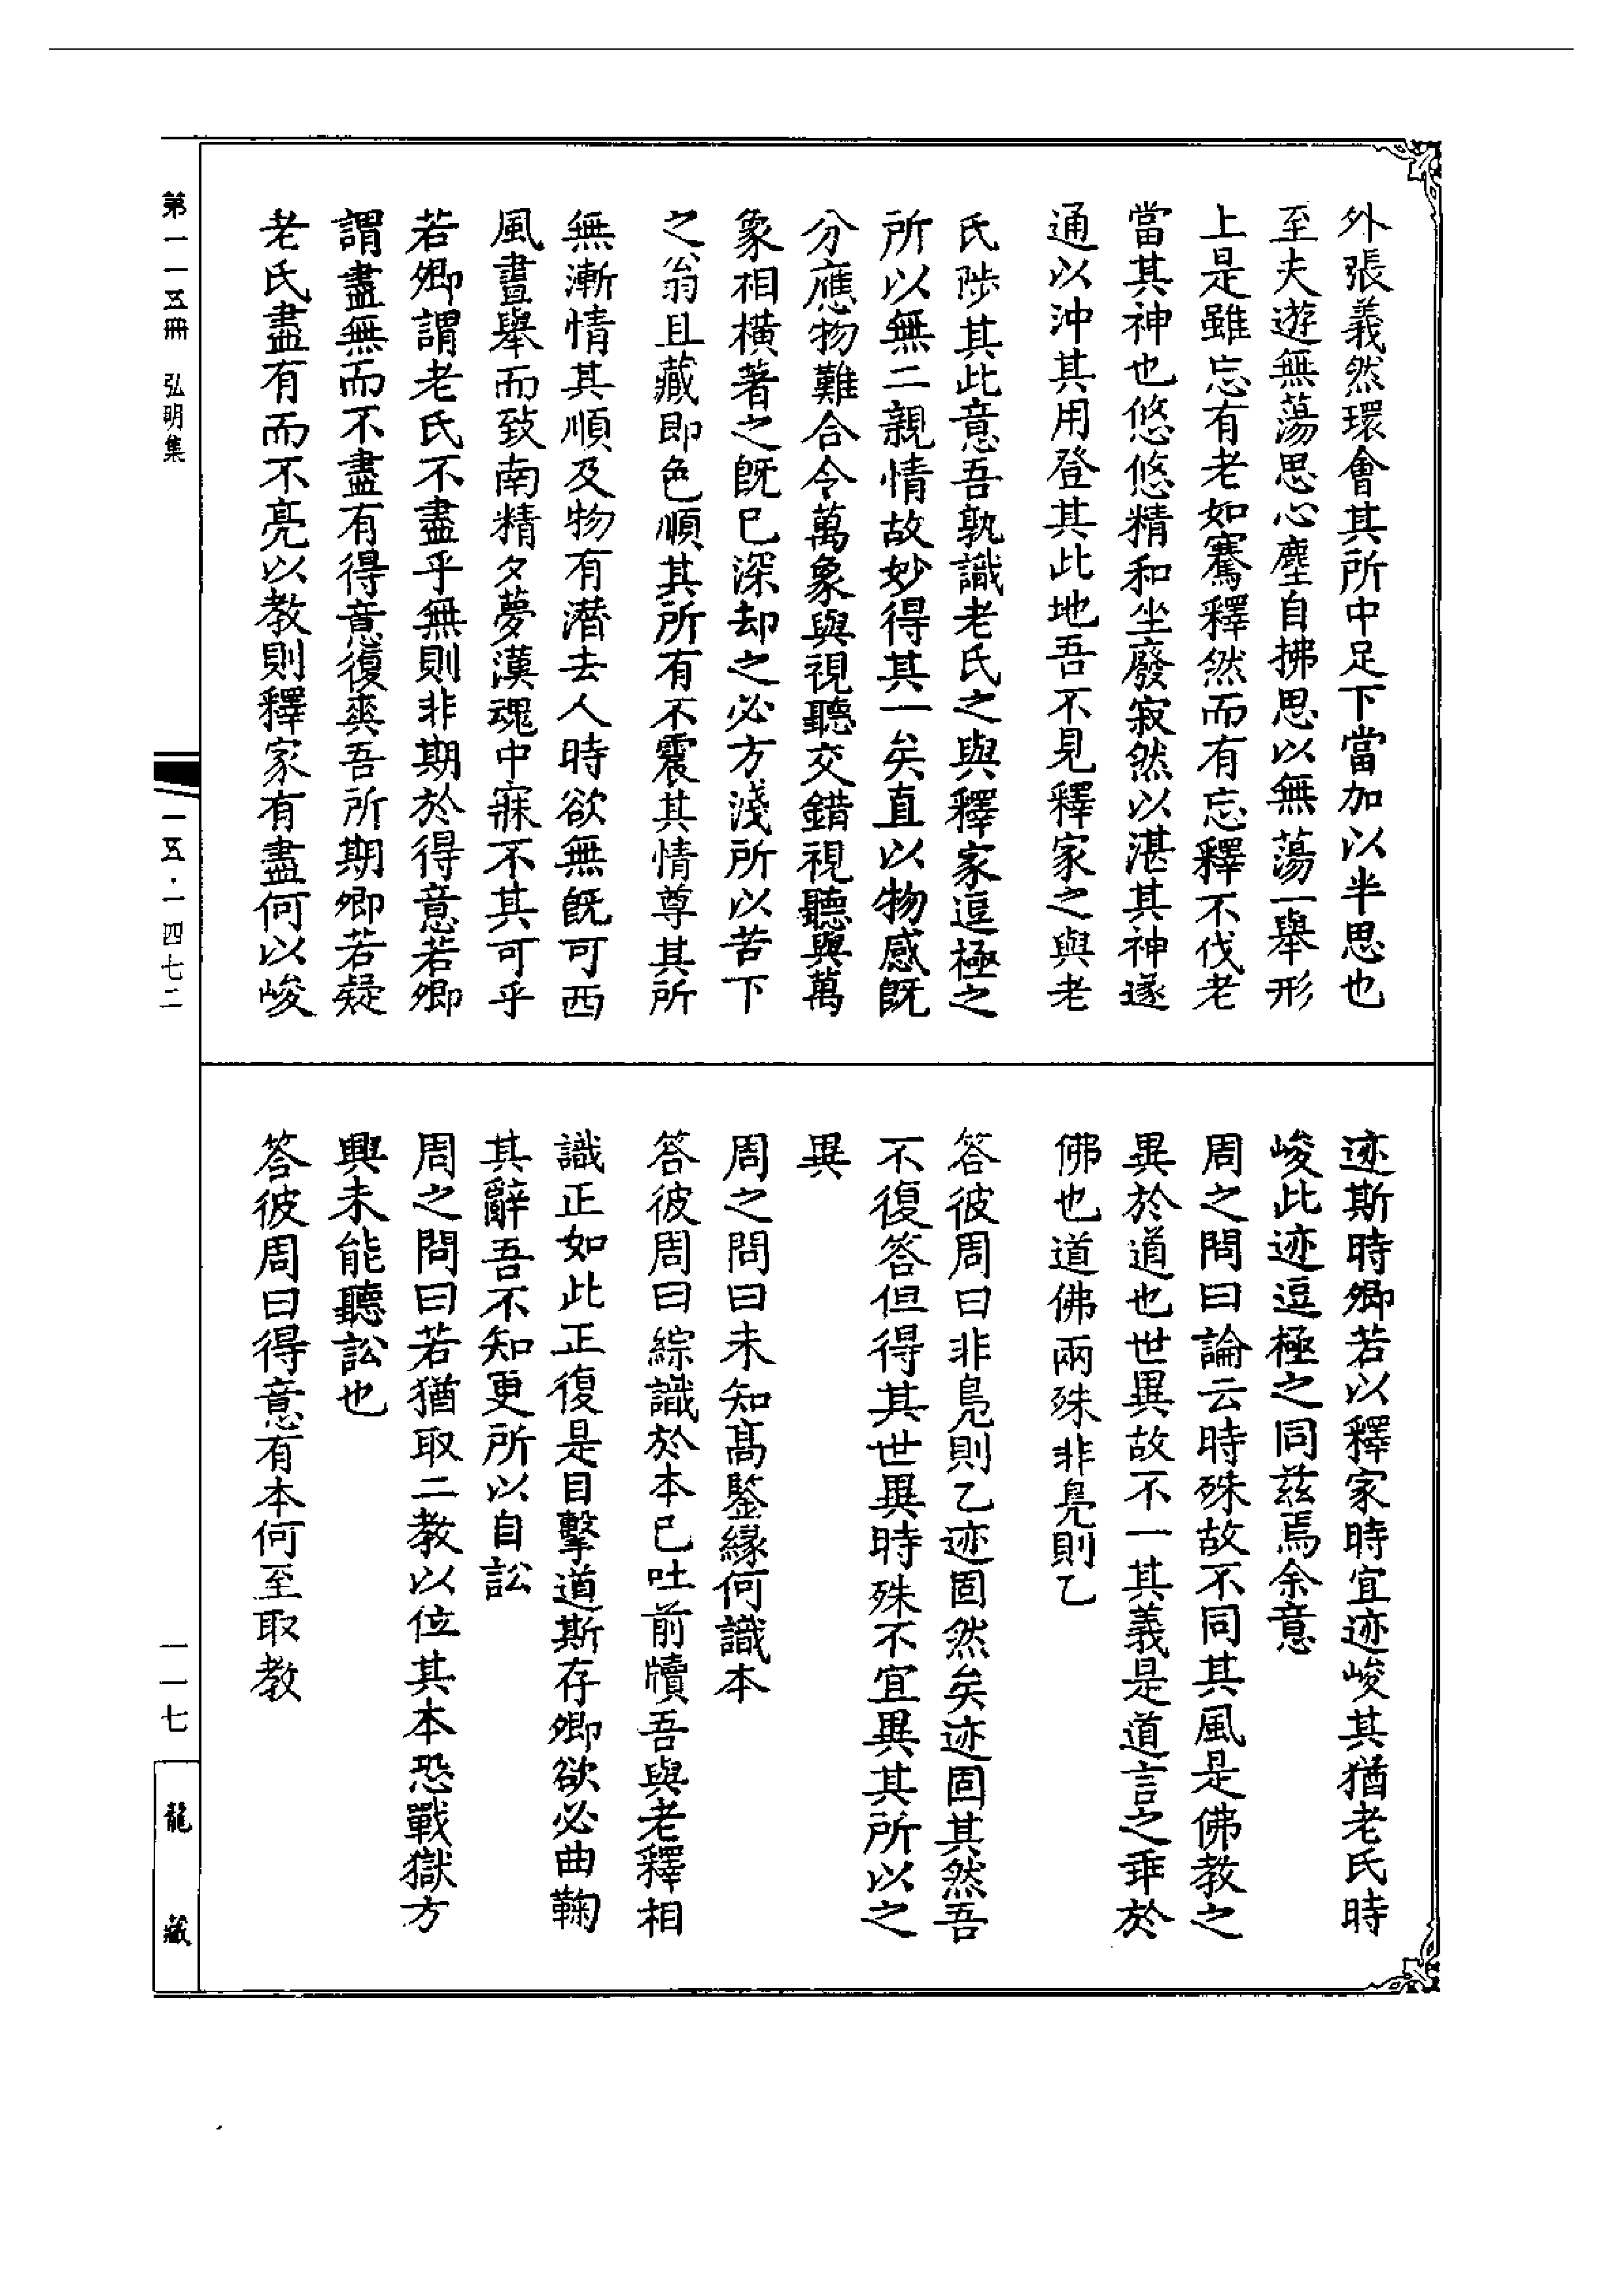 外張義然環會其所中足下當加以半思也
至夫遊無蕩思心塵自拂思以無蕩一舉形
上是雖忘有老如騫釋然而有忘釋不伐老
當其神也悠悠精和坐廢寂然以湛其神遂
通以沖其用登其此地吾不見釋家之與老
氏陟其此意吾孰識老氏之與釋家逗極之
所以無二親情故妙得其一矣直以物感既
分應物難合令萬象與視聽交錯視聽與萬
象相橫著之既已深却之必方淺所以苦下
之翁且藏即色順其所有不震其情尊其所
無漸情其順及物有潛去人時欲無既可西
風晝舉而致南精夕夢漢魂中寐不其可乎
若卿謂老氏不盡乎無則非期於得意若卿
謂盡無而不盡有得意復爽吾所期卿若疑
老氏盡有而不亮以教則釋家有盡何以峻
迹斯時卿若以釋家時宜迹峻其猶老氏時
峻此迹逗極之同茲焉余意
周之問曰論云時殊故不同其風是佛教之
異於道也世異故不一其義是道言之乖於
佛也道佛兩殊非鳧則乙
答彼周曰非鳧則乙迹固然矣迹固其然吾
不復答但得其世異時殊不宜異其所以之
異
周之問曰未知高鑒緣何識本
答彼周曰綜識於本已吐前牘吾與老釋相
識正如此正復是目擊道斯存卿欲必曲鞠
其辭吾不知更所以自訟
周之問曰若猶取二教以位其本恐戰獄方
興未能聽訟也
答彼周曰得意有本何至取教
第一一五冊 弘明集
一五·一四七二
一一七
龍藏